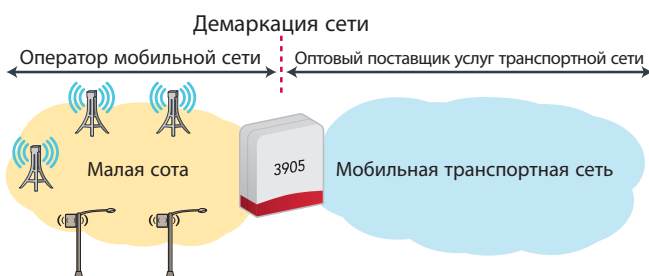 Демаркация сети
Оператор мобильной сети
Оптовый поставщик услуг транспортной сети
Малая сота
3905
Мобильная транспортная сеть